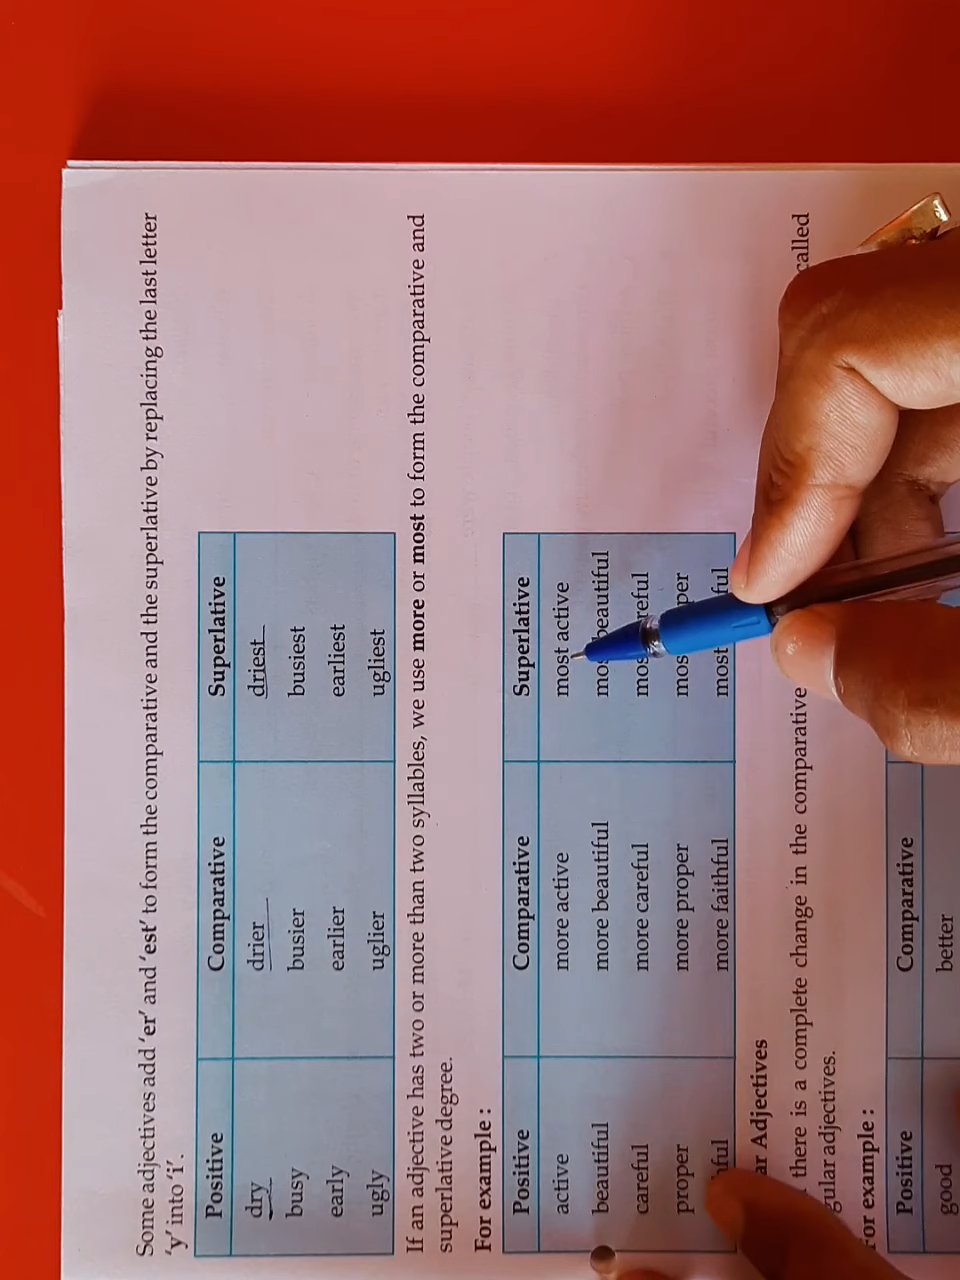 Some adjectives add 'er' and 'est' to form the comparative and the superlative by replacing the last letter
'y' into 'i'.
Positive Comparative Superlative
dry drier driest
busy busier busiest
early earlier earliest
ugly uglier ugliest
If an adjective has two or more than two syllables, we use more or most to form the comparative and
superlative degree.
For example :
Positive Comparative Superlative
active more active most active
beautiful more beautiful beautiful
careful more careful
proper more proper
more faithful most
Adjectives
there is a complete change in the comparative called
adjectives.
For example :
Positive Comparative
good better